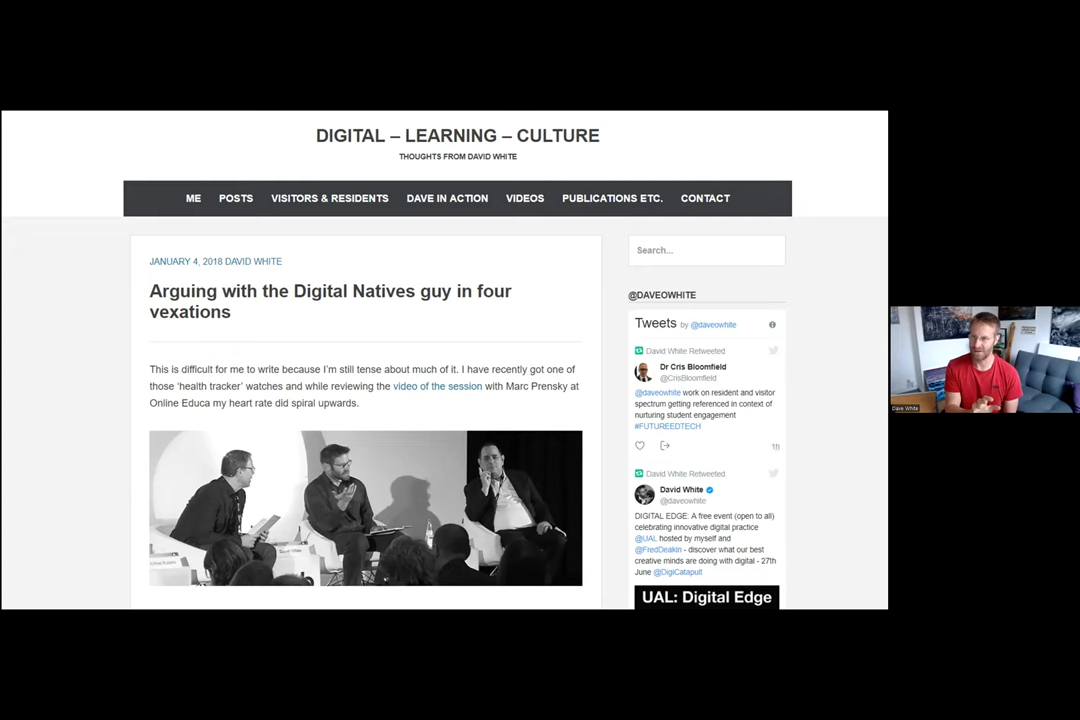 DIGITAL – LEARNING – CULTURE
THOUGHTS FROM DAVID WHITE
ME POSTS VISITORS & RESIDENTS DAVE IN ACTION VIDEOS PUBLICATIONS ETC. CONTACT
JANUARY 4, 2018 DAVID WHITE
Arguing with the Digital Natives guy in four
vexations
This is difficult for me to write because I'm still tense about much of it. I have recently got one of
those 'health tracker' watches and while reviewing the video of the session with Marc Prensky at
Online Educa my heart rate did spiral upwards.
David White
Search...
@DAVEOWHITE
Tweets by @daveowhite
David White Retweeted
Dr Cris Bloomfield
@CrisBloomfield
@daveowhite work on resident and visitor
spectrum getting referenced in context of
nurturing student engagement
#FUTUREEDTECH
1h
David White Retweeted
David White
@daveowhite
DIGITAL EDGE: A free event (open to all)
celebrating innovative digital practice
@UAL hosted by myself and
@FredDeakin - discover what our best
creative minds are doing with digital - 27th
June @DigiCatapult
UAL: Digital Edge
Dave White